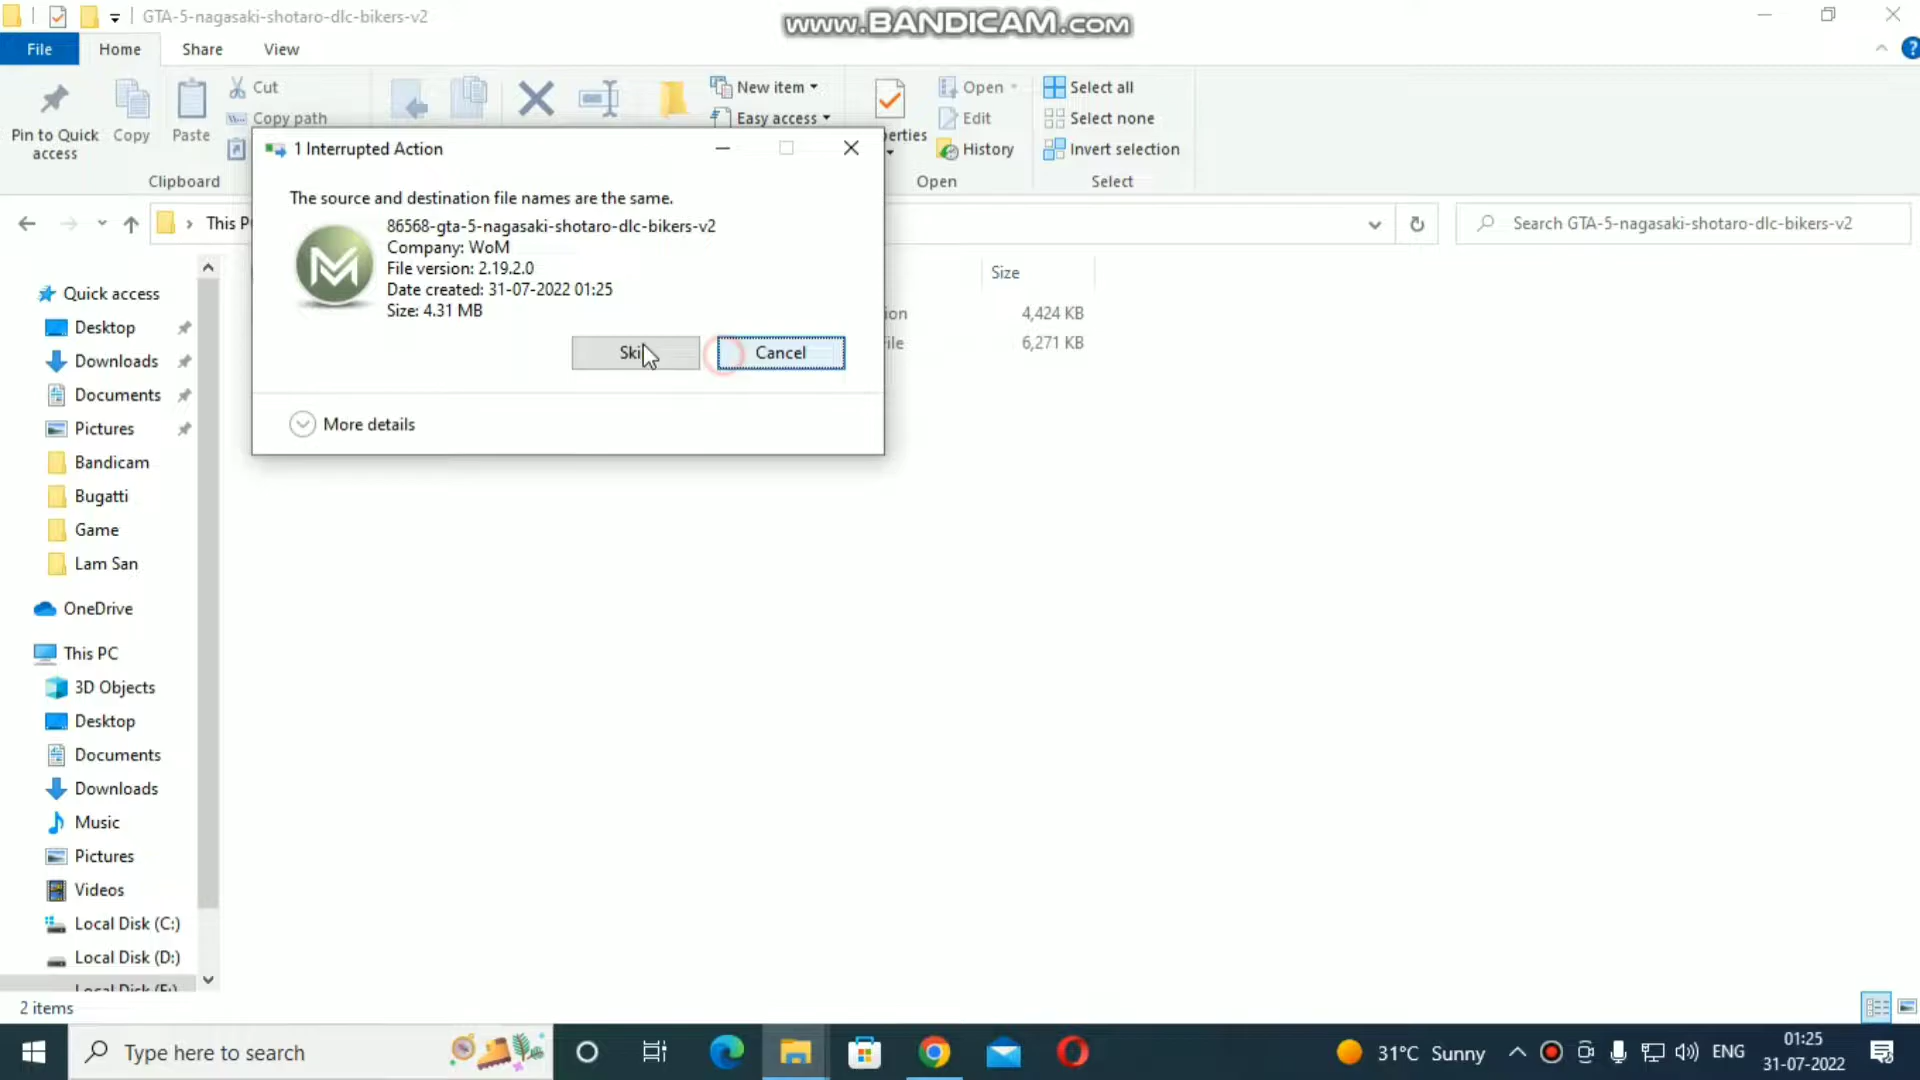 GTA-5-nagasaki-shotaro-dlc-bikers-v2
www.BANDICAM.com
File
Home
Share
View
Pin to Quick
access
Copy
Paste
Cut
Copy path
Clipboard
New item
Easy access
erties
Open
Edit
History
Open
Select all
Select none
Invert selection
Select
This P
Search GTA-5-nagasaki-shotaro-dlc-bikers-v2
1 Interrupted Action
The source and destination file names are the same.
86568-gta-5-nagasaki-shotaro-dlc-bikers-v2
Company: WoM
File version: 2.19.2.0
Date created: 31-07-2022 01:25
Size: 4.31 MB
Ski
Cancel
More details
Size
ion
4,424 KB
ile
6,271 KB
Quick access
Desktop
Downloads
Documents
Pictures
Bandicam
Bugatti
Game
Lam San
OneDrive
This PC
3D Objects
Desktop
Documents
Downloads
Music
Pictures
Videos
Local Disk (C:)
Local Disk (D:)
2 items
Type here to search
31°C Sunny
ENG
01:25
31-07-2022